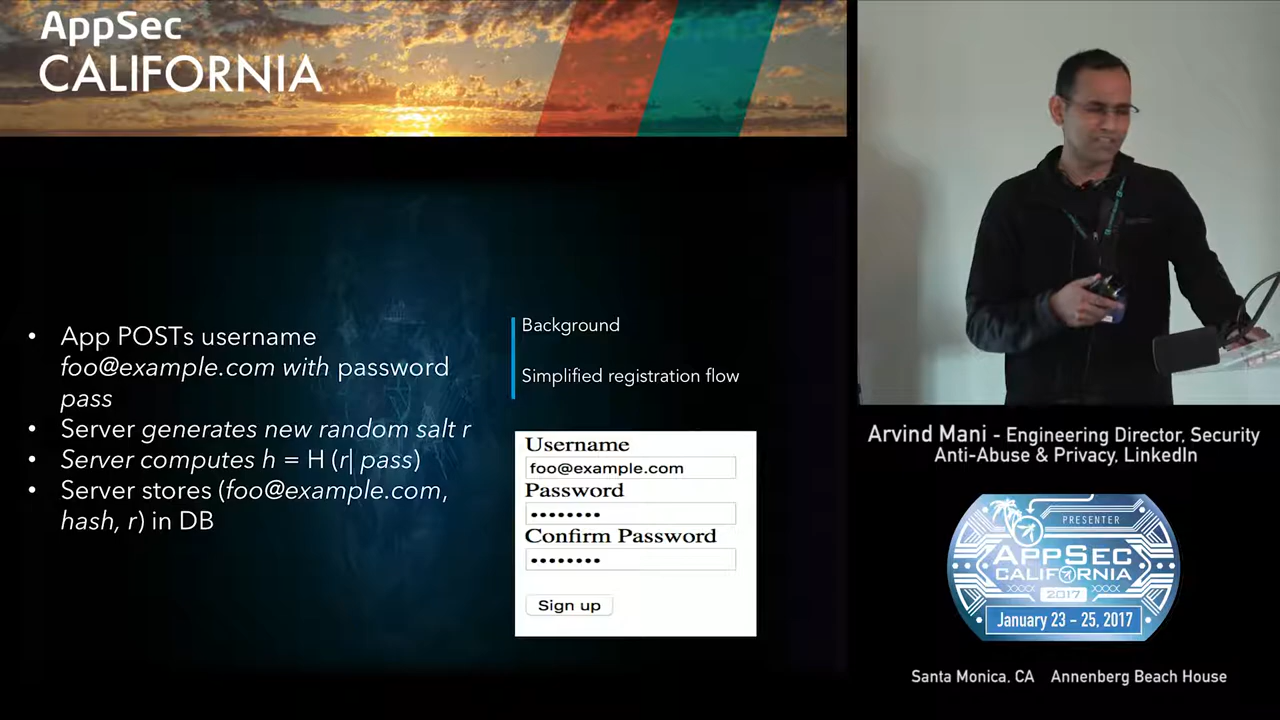 AppSec
CALIFORNIA
• App POSTs username
foo@example.com with password
pass
• Server generates new random salt r
• Server computes h = H (r| pass)
• Server stores (foo@example.com,
hash, r) in DB
Background
Simplified registration flow
Username
foo@example.com
Password
••••••••
Confirm Password
••••••••
Sign up
Arvind Mani - Engineering Director, Security
Anti-Abuse & Privacy, LinkedIn
PRESENTER
APPSEC
CALIFORNIA
2017
January 23 - 25, 2017
Santa Monica, CA Annenberg Beach House